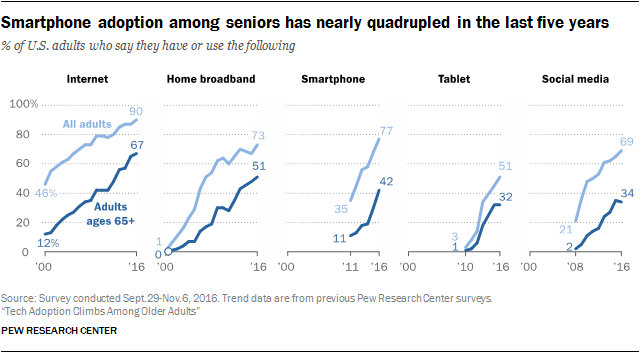 Smartphone adoption among seniors has nearly quadrupled in the last five years
% of U.S. adults who say they have or use the following
Internet Home broadband Smartphone Tablet Social media
100%
80
60
40
20
0
All adults
90
67
46%
Adults
ages 65+
12%
'00 '16
73
51
1
0
'00 '16
77
42
35
11
'00 '11 '16
51
32
3
1
'00 '10 '16
69
34
21
2
'00 '08 '16
Source: Survey conducted Sept.29-Nov.6, 2016. Trend data are from previous Pew Research Center surveys.
“Tech Adoption Climbs Among Older Adults”
PEW RESEARCH CENTER